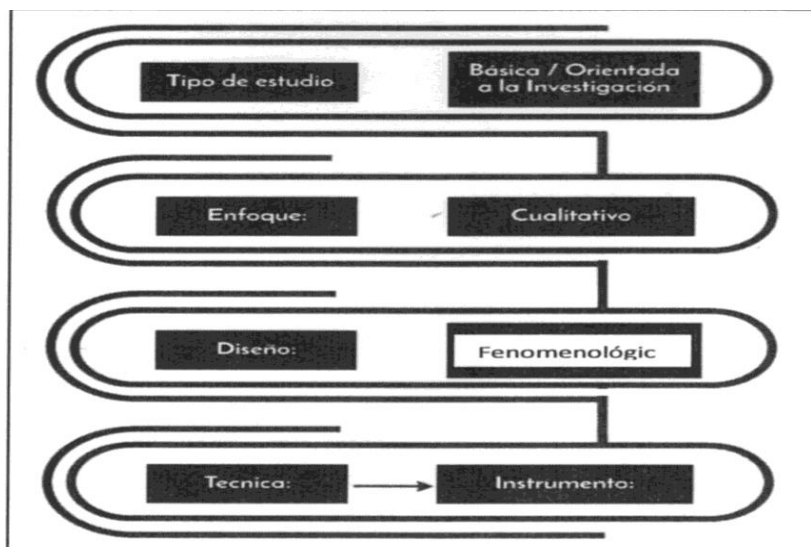 Tipo de estudio
Básica / Orientada
a la Investigación
Enfoque:
Cualitativo
Diseño:
Fenomenológic
Tecnica:
Instrumento: